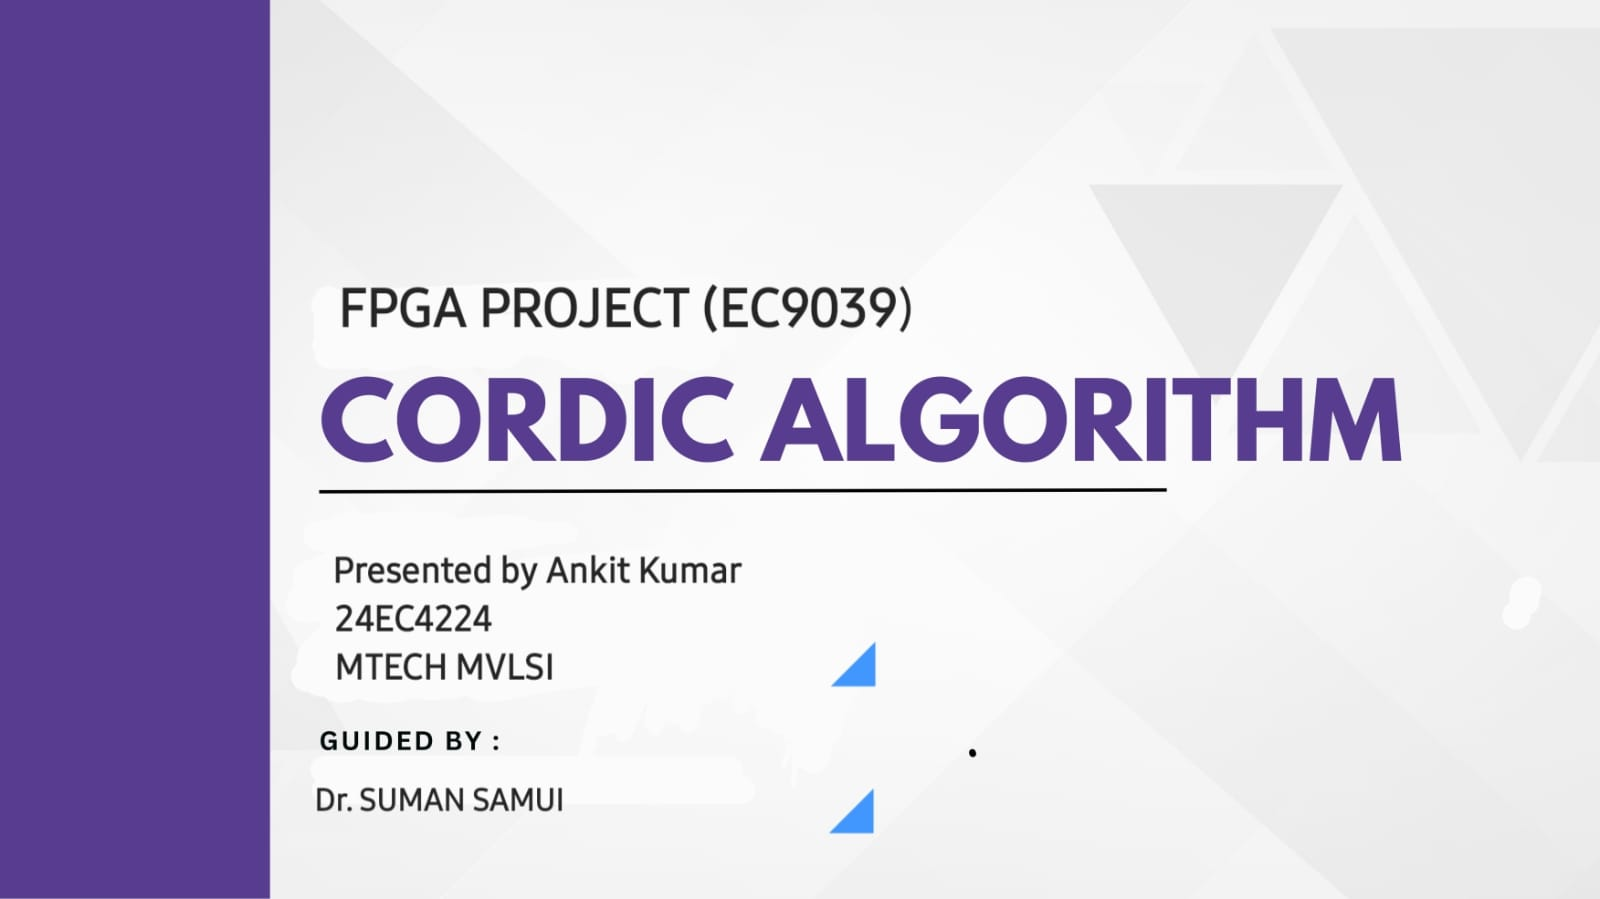 FPGA PROJECT (EC9039)
CORDIC ALGORITHM
Presented by Ankit Kumar
24EC4224
MTECH MVLSI
GUIDED BY :
Dr. SUMAN SAMUI